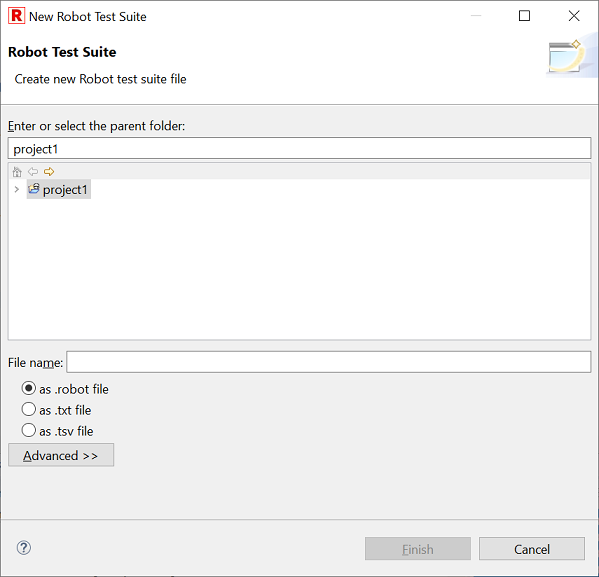 R New Robot Test Suite
Robot Test Suite
Create new Robot test suite file
Enter or select the parent folder:
project1
project1
File name:
as .robot file
as .txt file
as .tsv file
Advanced >>
? Finish Cancel